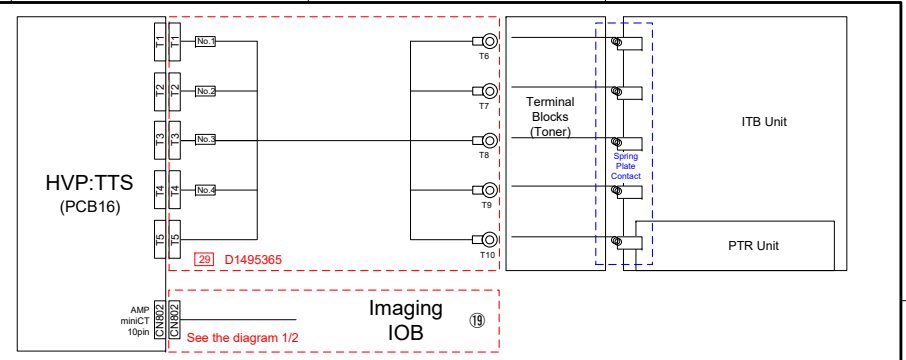 HVP:TTS
(PCB16)
T1 T1 No.1
T2 T2 No.2
T3 T3 No.3
T4 T4 No.4
T5 T5
T6
T7
T8
T9
T10
29 D1495365
Terminal
Blocks
(Toner)
Spring
Plate
Contact
ITB Unit
PTR Unit
AMP
miniCT
10pin
CN802 CN802
See the diagram 1/2
Imaging
IOB
⑲